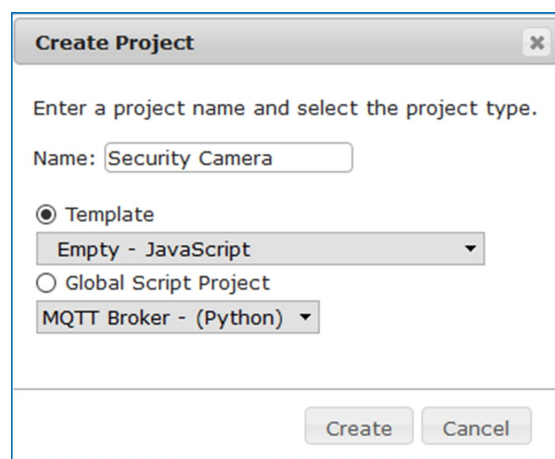 Create Project
Enter a project name and select the project type.
Name: Security Camera
Template
Empty - JavaScript
Global Script Project
MQTT Broker - (Python)
Create Cancel